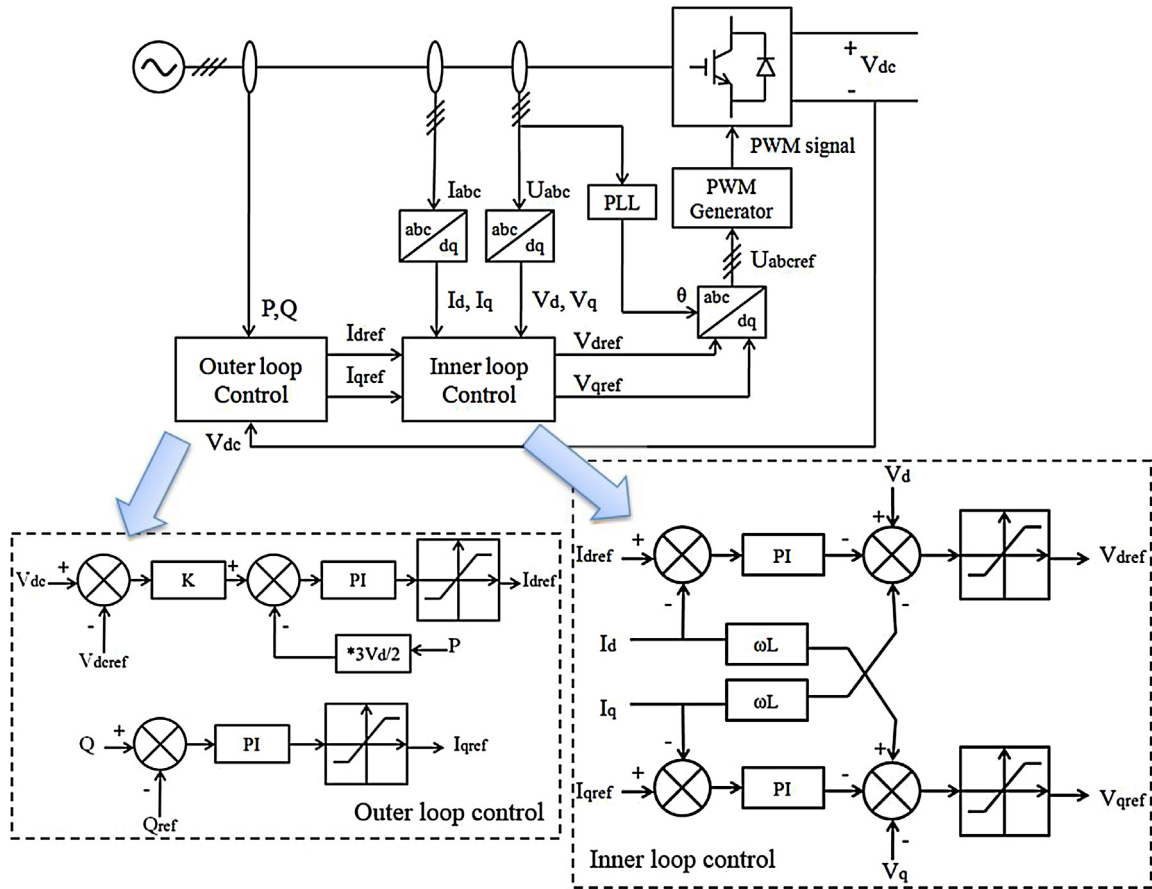 +
Vdc
-
PWM signal
Iabc
Uabc
PLL
PWM
Generator
abc
dq
abc
dq
Uabcref
Id, Iq
Vd, Vq
θ
abc
dq
P,Q
Idref
Vdref
Outer loop
Control
Inner loop
Control
Iqref
Vqref
Vdc
Vdc
+
-
Vdcref
K
+
-
PI
Idref
*3Vd/2
P
Q
+
-
Qref
PI
Iqref
Outer loop control
Vd
+
Idref
+
-
PI
-
-
Vdref
Id
ωL
Iq
ωL
-
+
Iqref
+
PI
-
-
Vqref
Vq
Inner loop control